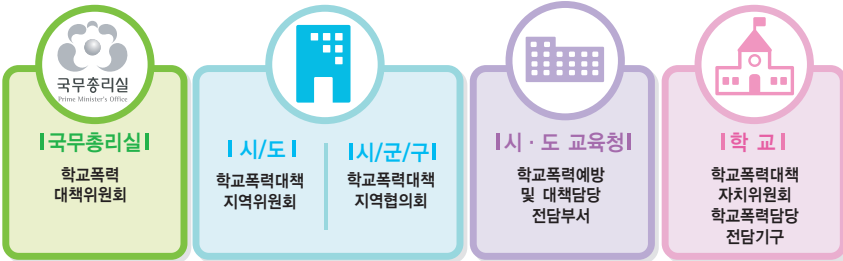 국무총리실
Prime Minister's Office
국무총리실
학교폭력
대책위원회
시/도
학교폭력대책
지역위원회
시/군/구
학교폭력대책
지역협의회
시·도 교육청
학교폭력예방
및 대책담당
전담부서
학 교
학교폭력대책
자치위원회
학교폭력담당
전담기구